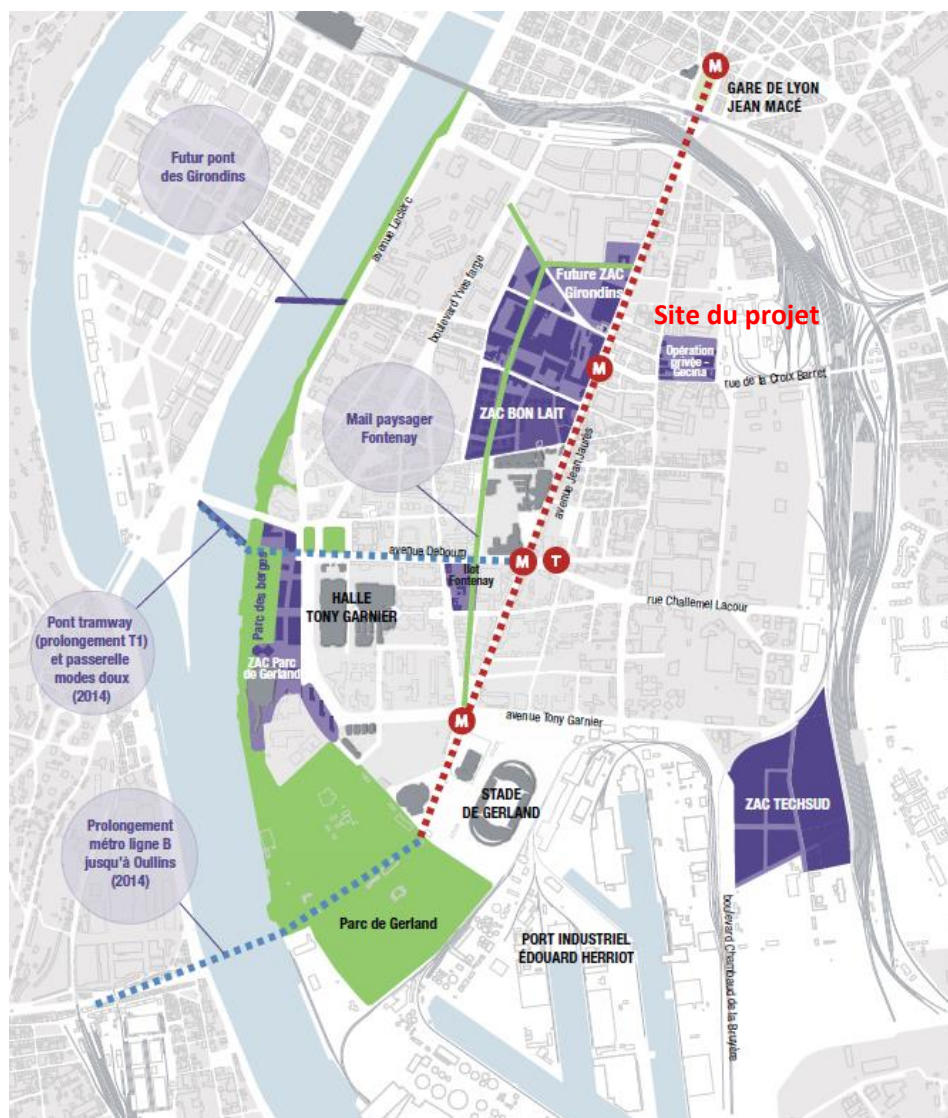 M
GARE DE LYON
JEAN MACÉ
Futur pont
des Girondins
avenue Leclerc
boulevard Yves farge
Future ZAC
Girondins
Site du projet
Opération
privée -
Gecina
rue de la Croix Barret
M
Mail paysager
Fontenay
ZAC BON LAIT
avenue Jean Jaurès
avenue Debourg
M
T
Ilot
Fontenay
Parc des berges
HALLE
TONY GARNIER
rue Challemel Lacour
Pont tramway
(prolongement T1)
et passerelle
modes doux
(2014)
ZAC Parc
de Gerland
M
avenue Tony Garnier
STADE
DE GERLAND
ZAC TECHSUD
Prolongement
métro ligne B
jusqu'à Oullins
(2014)
Parc de Gerland
PORT INDUSTRIEL
ÉDOUARD HERRIOT
boulevard Chambaud de la Bruyère